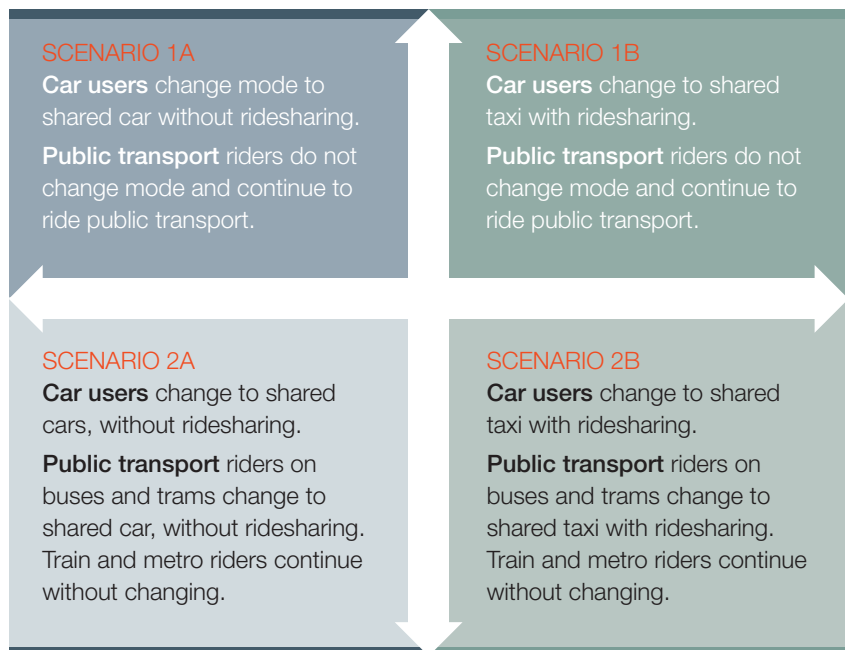 SCENARIO 1A
Car users change mode to
shared car without ridesharing.
Public transport riders do not
change mode and continue to
ride public transport.
SCENARIO 1B
Car users change to shared
taxi with ridesharing.
Public transport riders do not
change mode and continue to
ride public transport.
SCENARIO 2A
Car users change to shared
cars, without ridesharing.
Public transport riders on
buses and trams change to
shared car, without ridesharing.
Train and metro riders continue
without changing.
SCENARIO 2B
Car users change to shared
taxi with ridesharing.
Public transport riders on
buses and trams change to
shared taxi with ridesharing.
Train and metro riders continue
without changing.